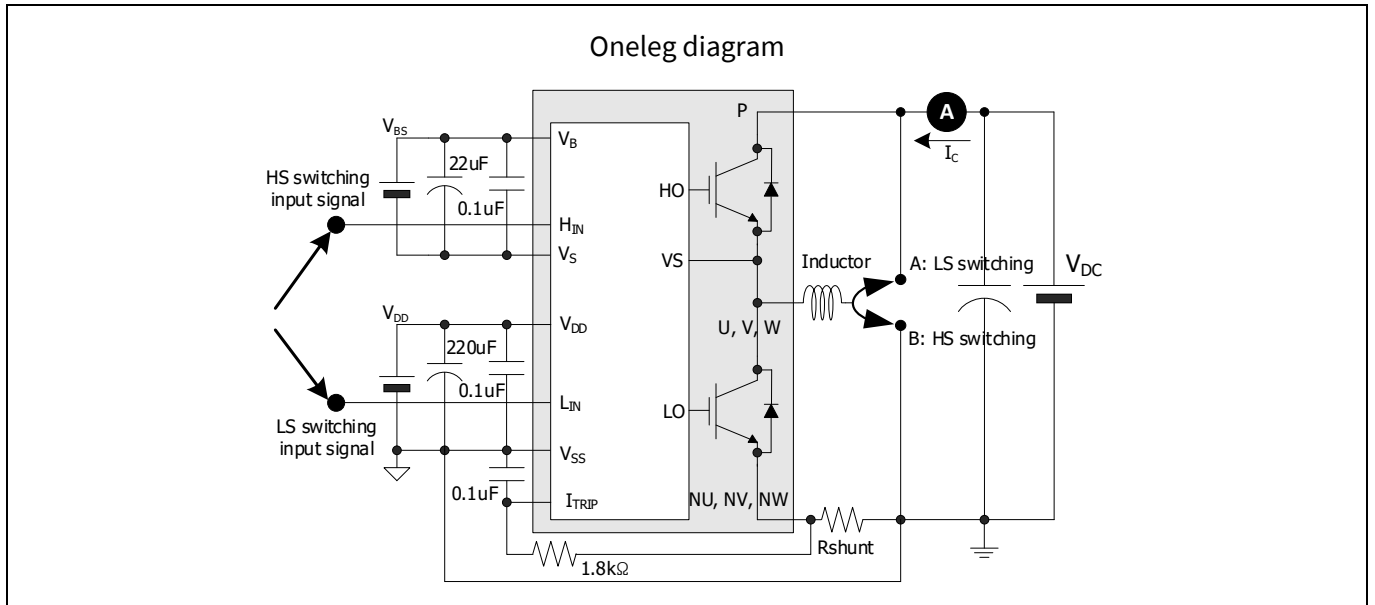 Oneleg diagram
P
A
I_C
V_BS
V_B
22uF
0.1uF
HS switching
input signal
H_IN
V_S
HO
VS
Inductor
A: LS switching
V_DC
U, V, W
B: HS switching
V_DD
V_DD
220uF
0.1uF
L_IN
LO
LS switching
input signal
V_SS
0.1uF
I_TRIP
NU, NV, NW
Rshunt
1.8kΩ